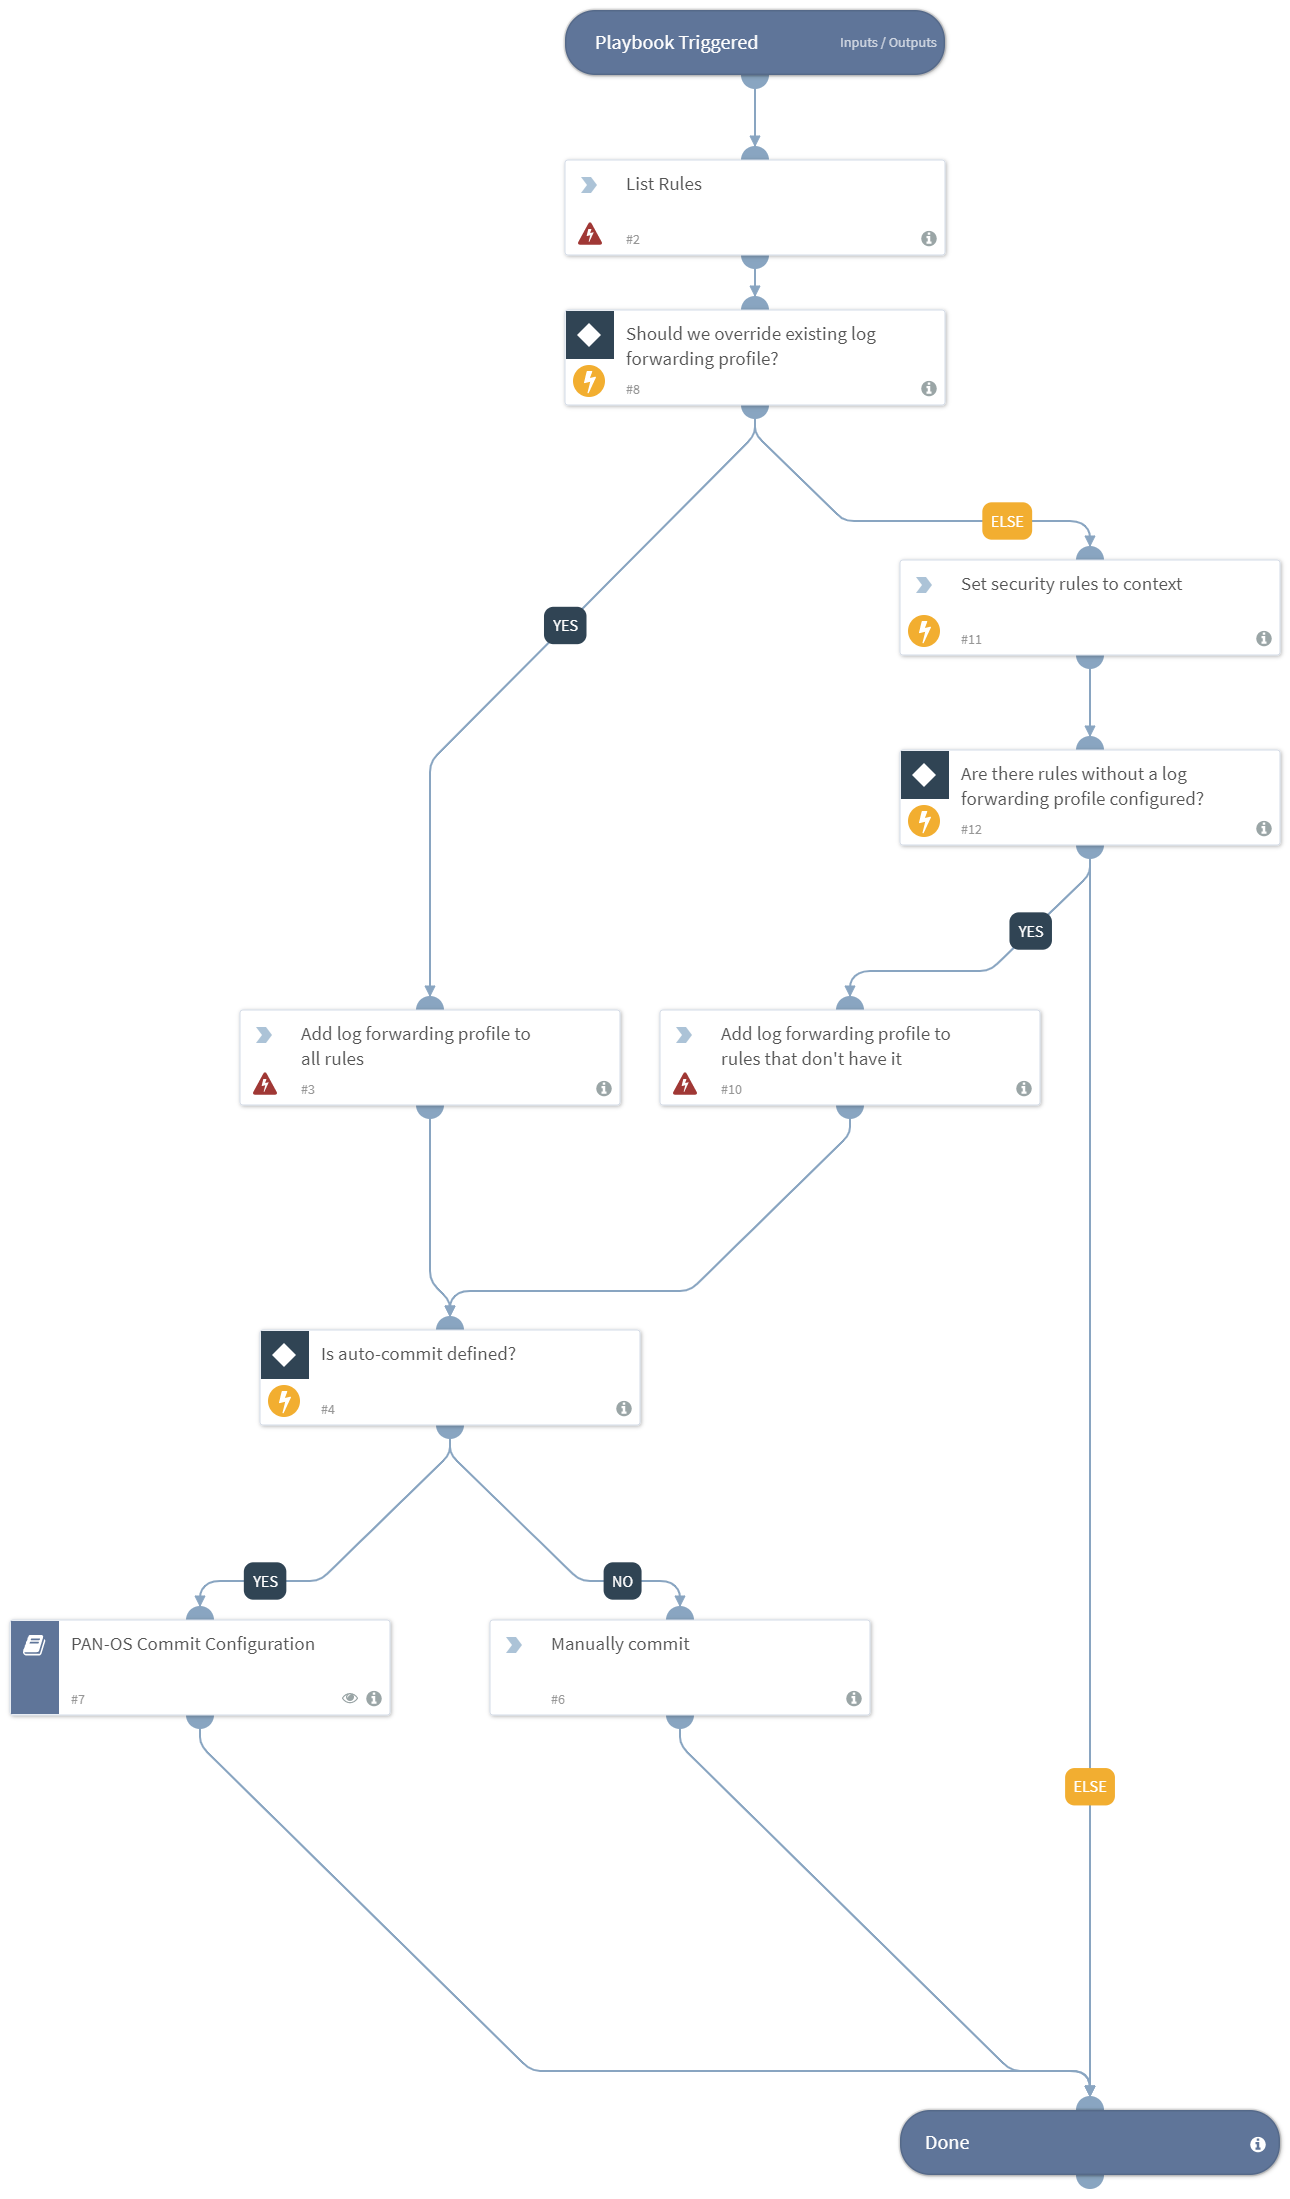 Playbook Triggered
Inputs / Outputs
List Rules
#2
Should we override existing log
forwarding profile?
#8
ELSE
Set security rules to context
#11
YES
Are there rules without a log
forwarding profile configured?
#12
YES
Add log forwarding profile to
all rules
#3
Add log forwarding profile to
rules that don't have it
#10
Is auto-commit defined?
#4
YES
NO
PAN-OS Commit Configuration
#7
Manually commit
#6
ELSE
Done